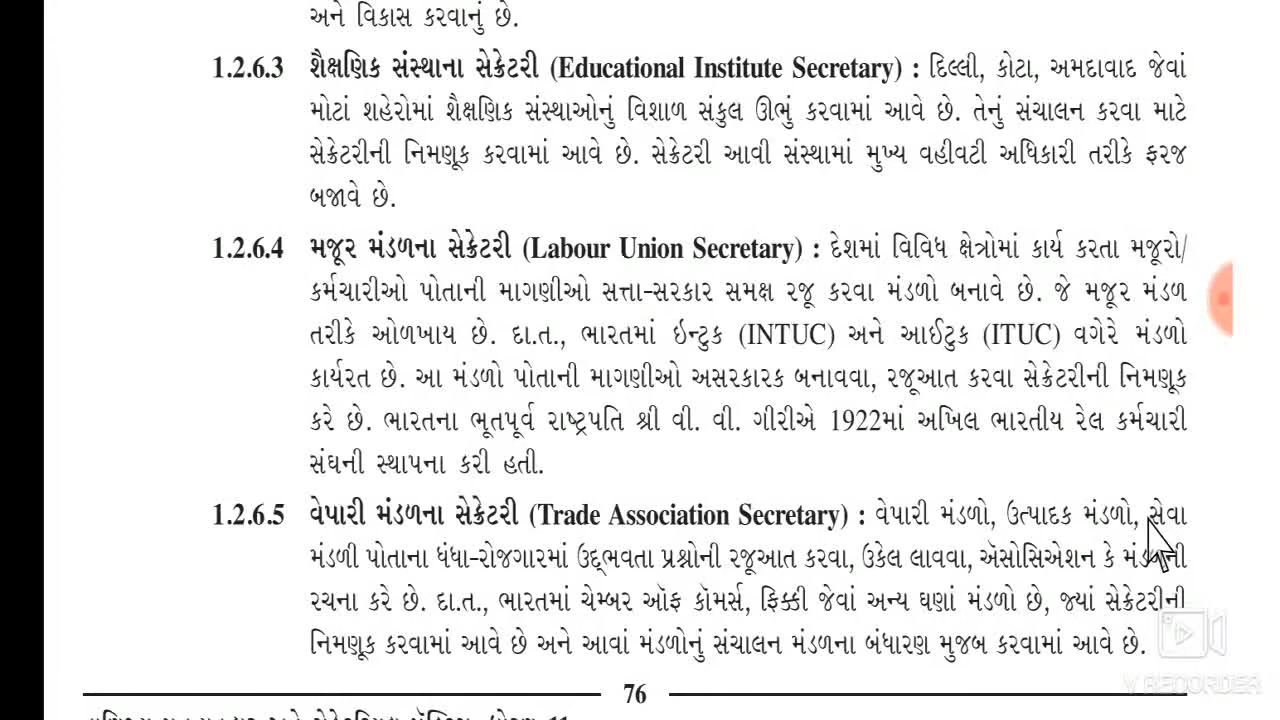 અને વિકાસ કરવાનું છે.
1.2.6.3 શૈક્ષણિક સંસ્થાના સેક્રેટરી (Educational Institute Secretary) : દિલ્લી, કોટા, અમદાવાદ જેવાં
મોટાં શહેરોમાં શૈક્ષણિક સંસ્થાઓનું વિશાળ સંકુલ ઊભું કરવામાં આવે છે. તેનું સંચાલન કરવા માટે
સેક્રેટરીની નિમણૂક કરવામાં આવે છે. સેક્રેટરી આવી સંસ્થામાં મુખ્ય વહીવટી અધિકારી તરીકે ફરજ
બજાવે છે.
1.2.6.4 મજૂર મંડળના સેક્રેટરી (Labour Union Secretary) : દેશમાં વિવિધ ક્ષેત્રોમાં કાર્ય કરતા મજૂરો/
કર્મચારીઓ પોતાની માગણીઓ સત્તા-સરકાર સમક્ષ રજૂ કરવા મંડળો બનાવે છે. જે મજૂર મંડળ
તરીકે ઓળખાય છે. દા.ત., ભારતમાં ઇન્ટુક (INTUC) અને આઈટુક (ITUC) વગેરે મંડળો
કાર્યરત છે. આ મંડળો પોતાની માગણીઓ અસરકારક બનાવવા, રજૂઆત કરવા સેક્રેટરીની નિમણૂક
કરે છે. ભારતના ભૂતપૂર્વ રાષ્ટ્રપતિ શ્રી વી. વી. ગીરીએ 1922માં અખિલ ભારતીય રેલ કર્મચારી
સંઘની સ્થાપના કરી હતી.
1.2.6.5 વેપારી મંડળના સેક્રેટરી (Trade Association Secretary) : વેપારી મંડળો, ઉત્પાદક મંડળો, સેવા
મંડળી પોતાના ધંધા-રોજગારમાં ઉદ્ભવતા પ્રશ્નોની રજૂઆત કરવા, ઉકેલ લાવવા, ઍસોસિએશન કે મંડળની
રચના કરે છે. દા.ત., ભારતમાં ચેમ્બર ઑફ કૉમર્સ, ફિક્કી જેવાં અન્ય ઘણાં મંડળો છે, જ્યાં સેક્રેટરીની
નિમણૂક કરવામાં આવે છે અને આવાં મંડળોનું સંચાલન મંડળના બંધારણ મુજબ કરવામાં આવે છે.
76
V RECORDER